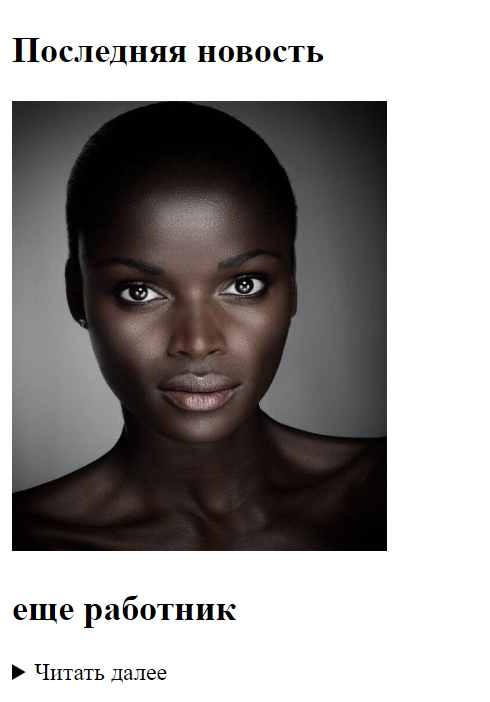 Последняя новость
еще работник
Читать далее